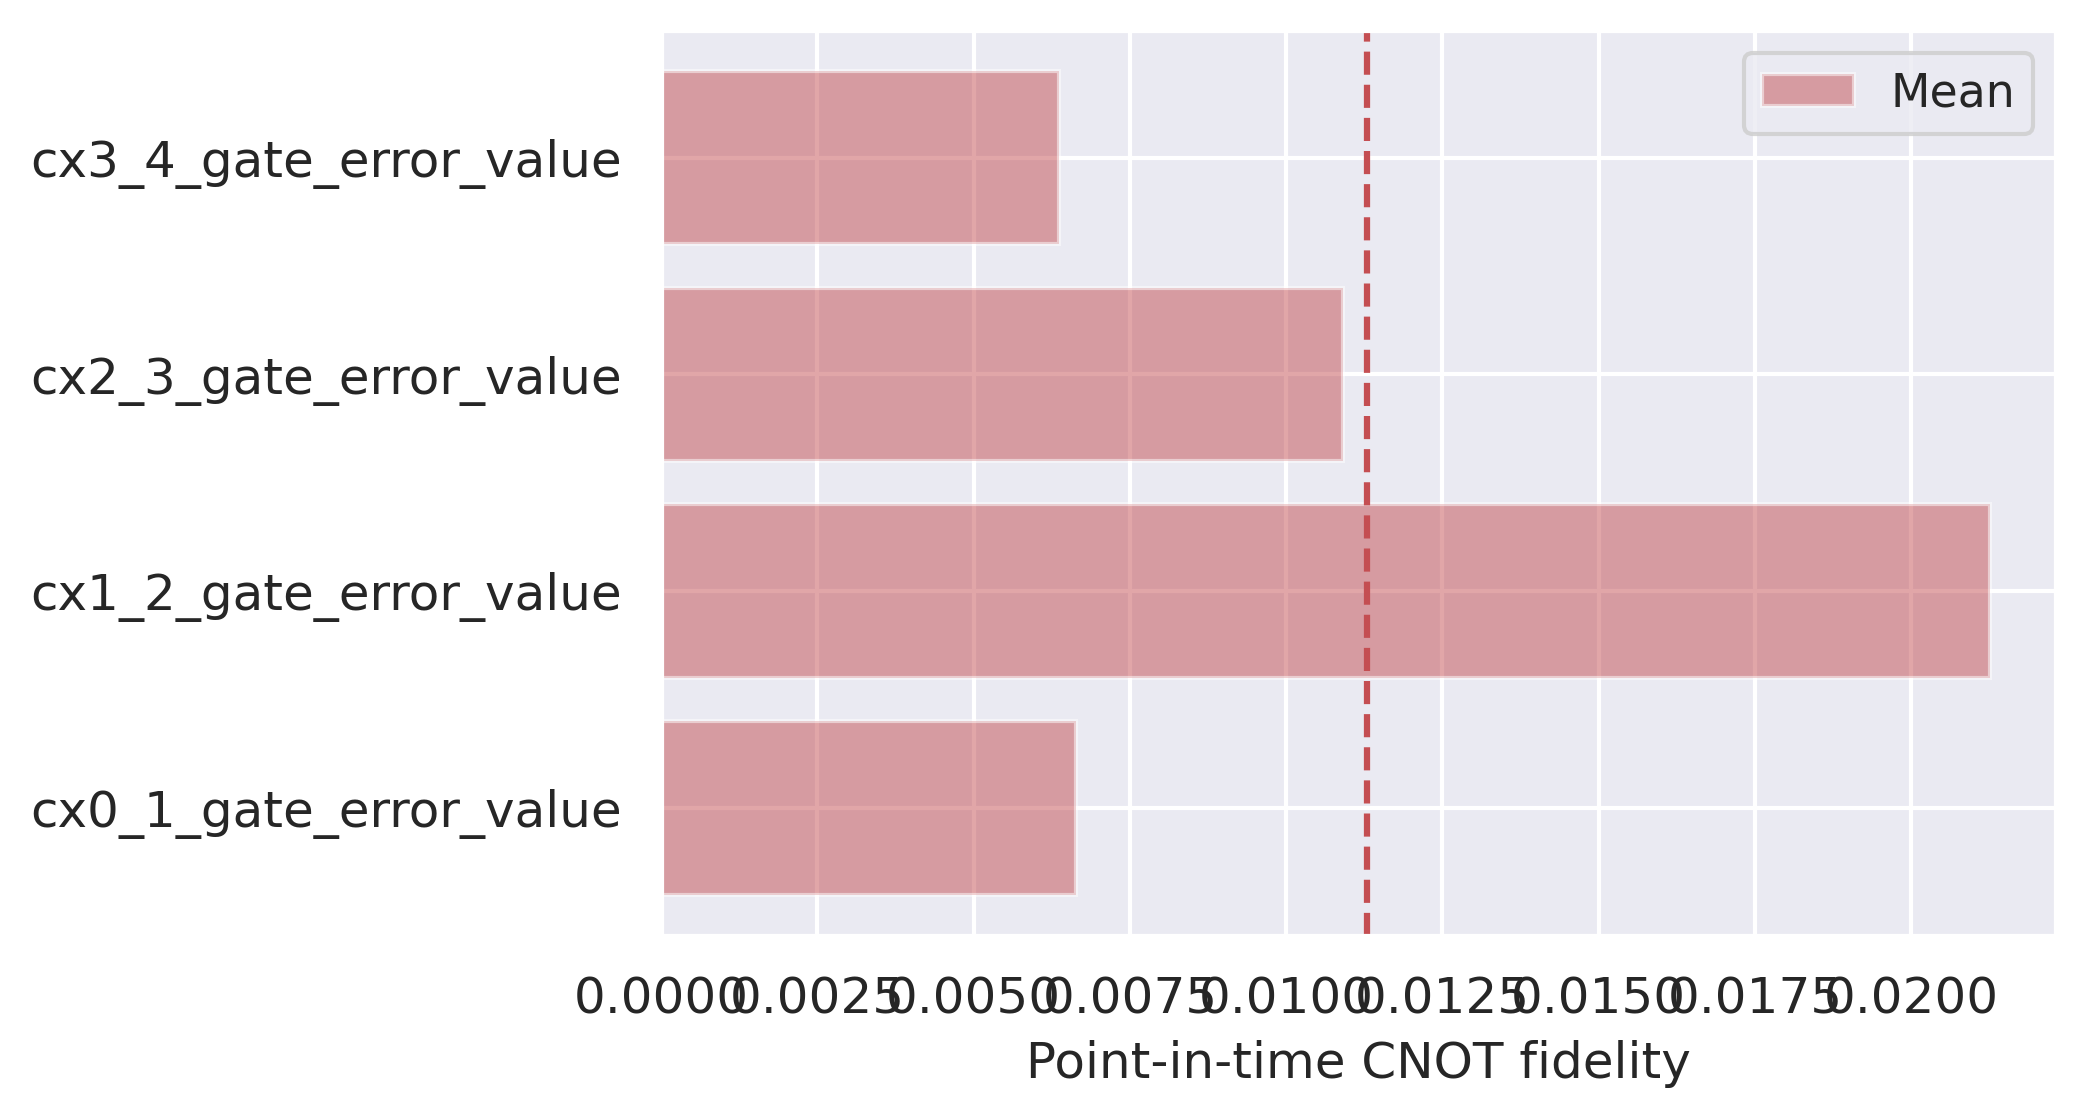 Mean
cx3_4_gate_error_value
cx2_3_gate_error_value
cx1_2_gate_error_value
cx0_1_gate_error_value
0.0000 0.0025 0.0050 0.0075 0.0100 0.0125 0.0150 0.0175 0.0200
Point-in-time CNOT fidelity